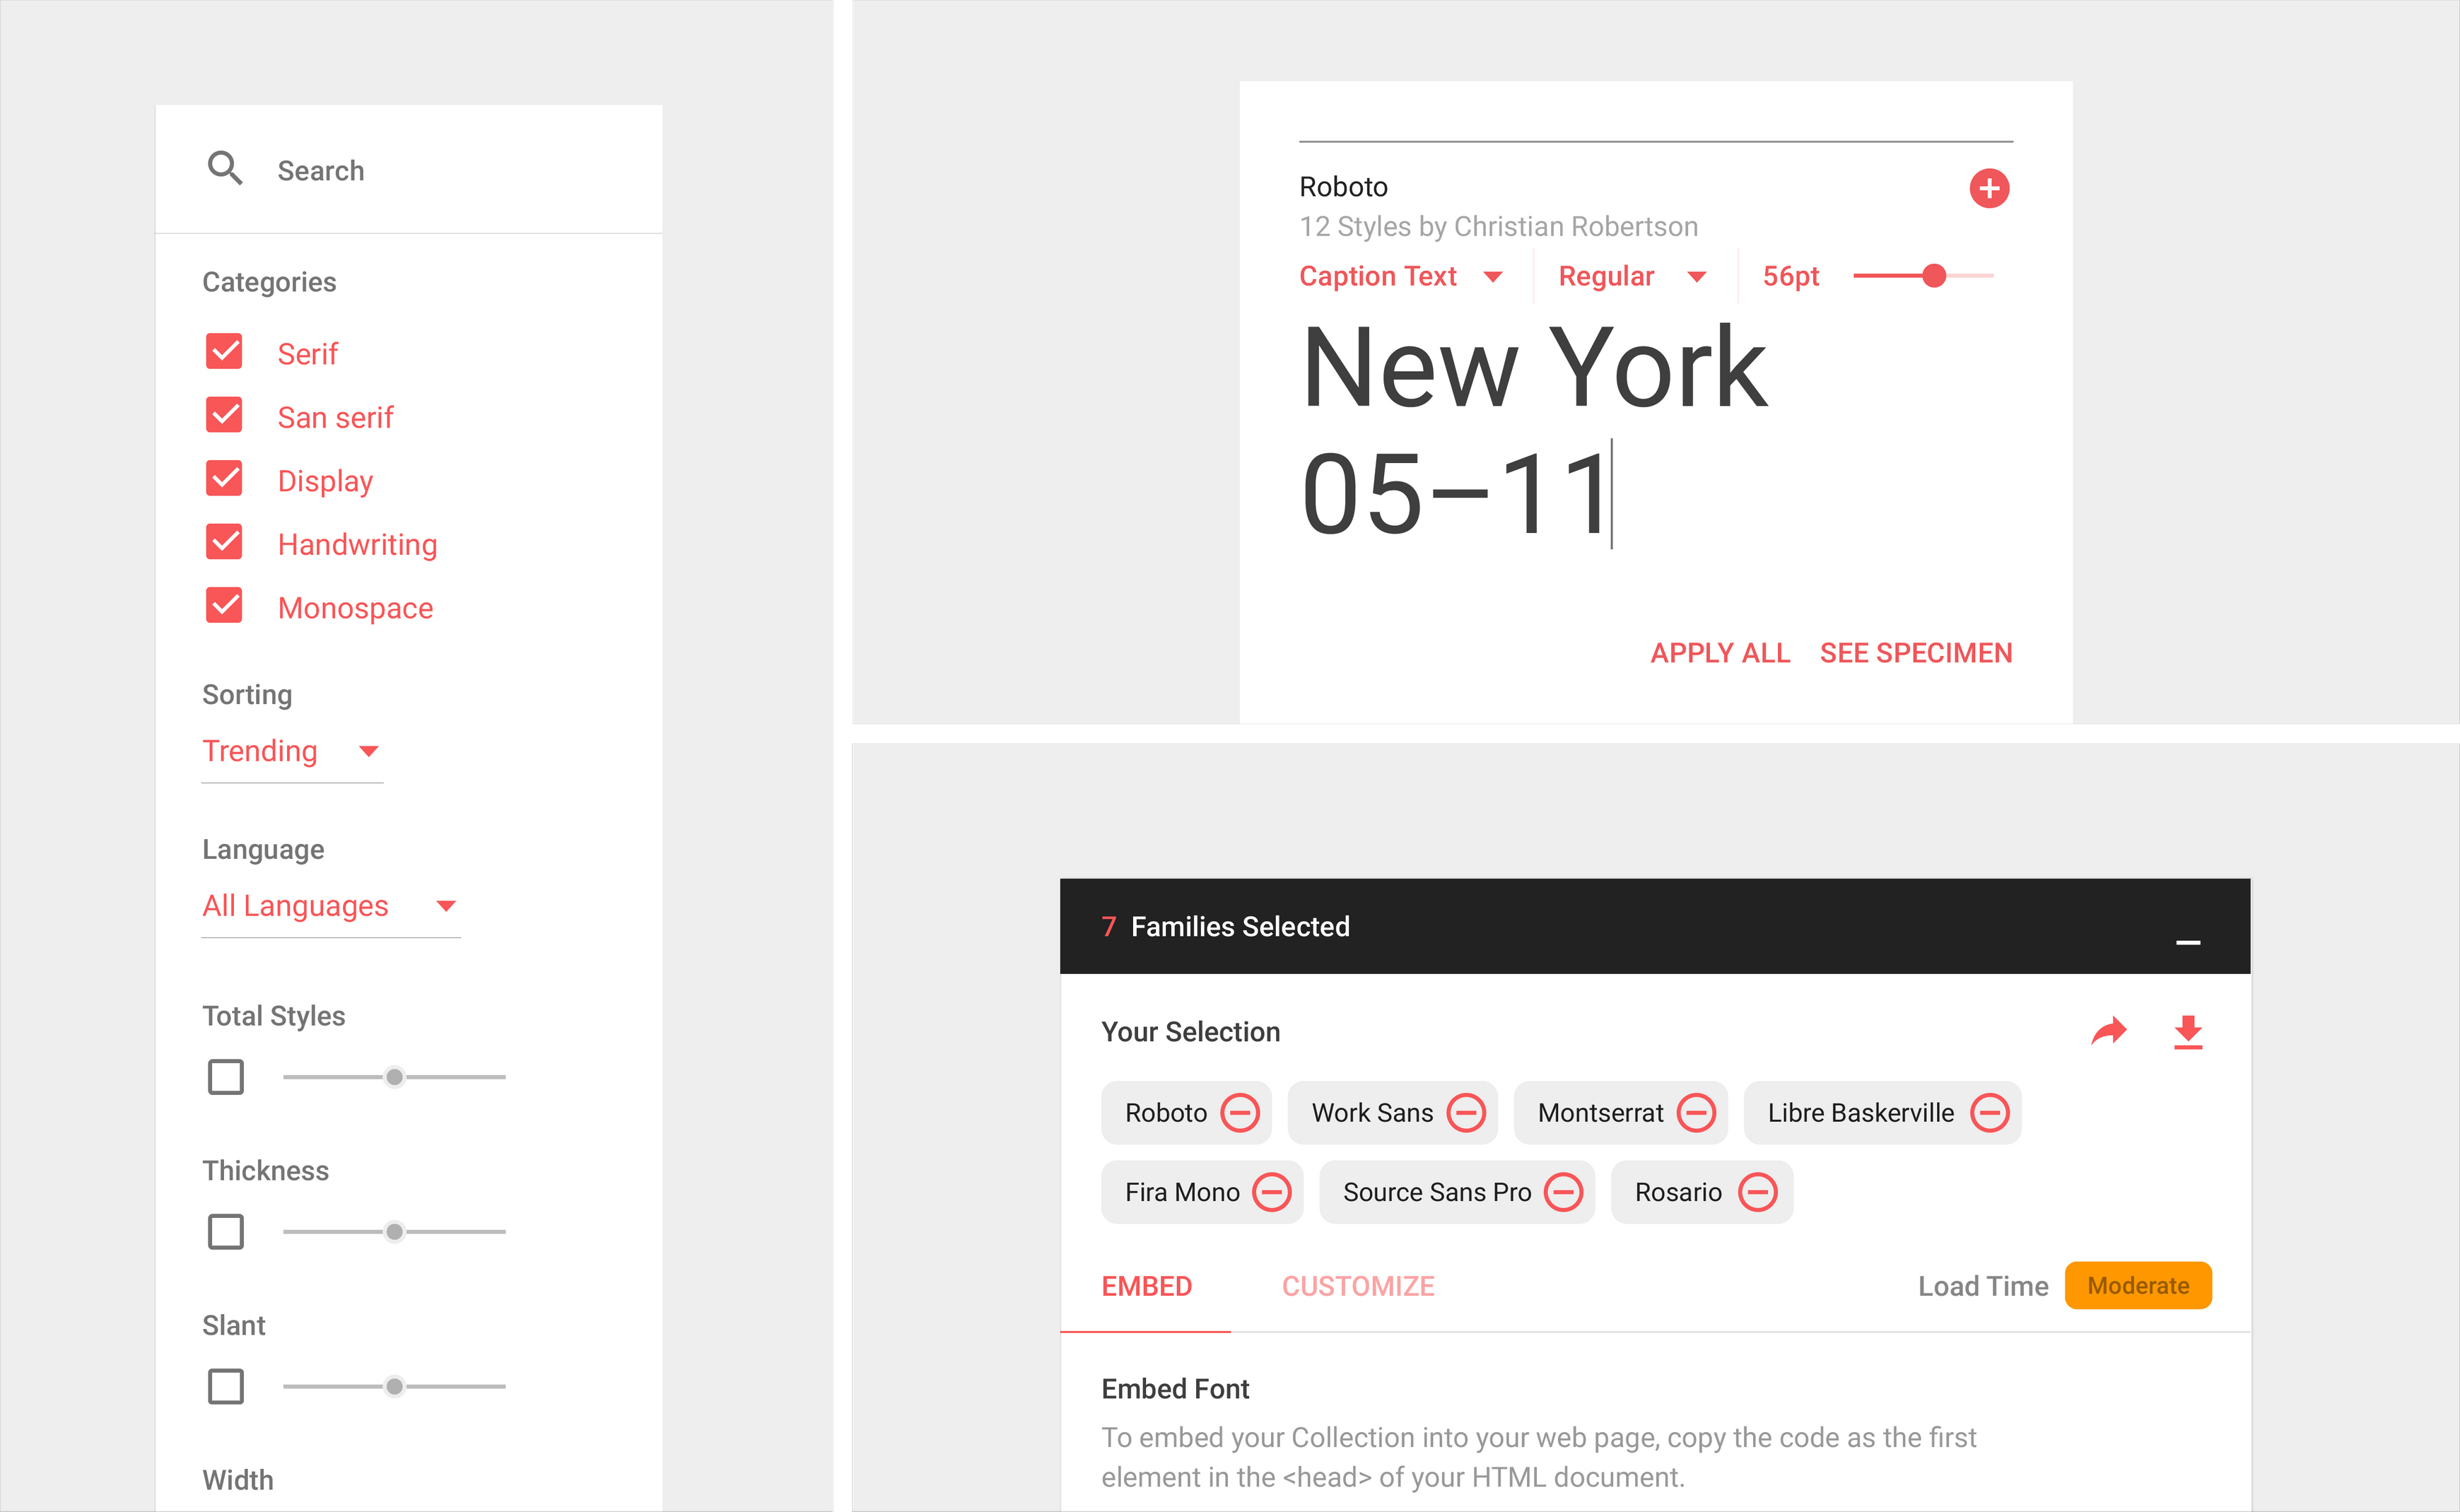 Search
Categories
Serif
San serif
Display
Handwriting
Monospace
Sorting
Trending
Language
All Languages
Total Styles
Thickness
Slant
Width
Roboto
12 Styles by Christian Robertson
Caption Text Regular 56pt
New York
05–11
APPLY ALL SEE SPECIMEN
7 Families Selected
Your Selection
Roboto Work Sans Montserrat Libre Baskerville
Fira Mono Source Sans Pro Rosario
EMBED CUSTOMIZE Load Time Moderate
Embed Font
To embed your Collection into your web page, copy the code as the first
element in the <head> of your HTML document.